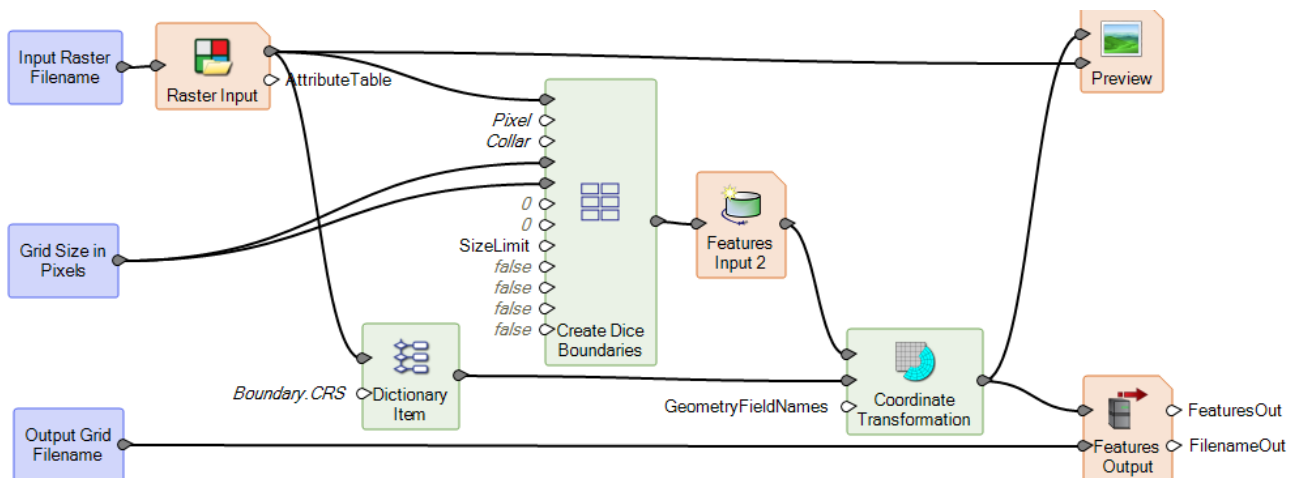 Input Raster
Filename
Raster Input
AttributeTable
Preview
Pixel
Collar
0
0
SizeLimit
false
false
false
false
Create Dice
Boundaries
Grid Size in
Pixels
Features
Input 2
Boundary.CRS
Dictionary
Item
GeometryFieldNames
Coordinate
Transformation
Output Grid
Filename
FeaturesOut
FilenameOut
Features
Output